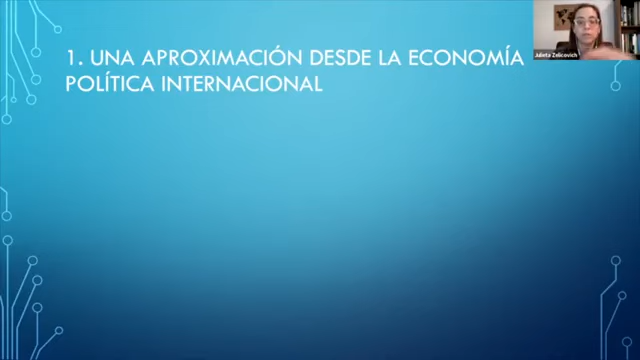 1. UNA APROXIMACIÓN DESDE LA ECONOMÍA
POLÍTICA INTERNACIONAL
Julieta Zelicovich